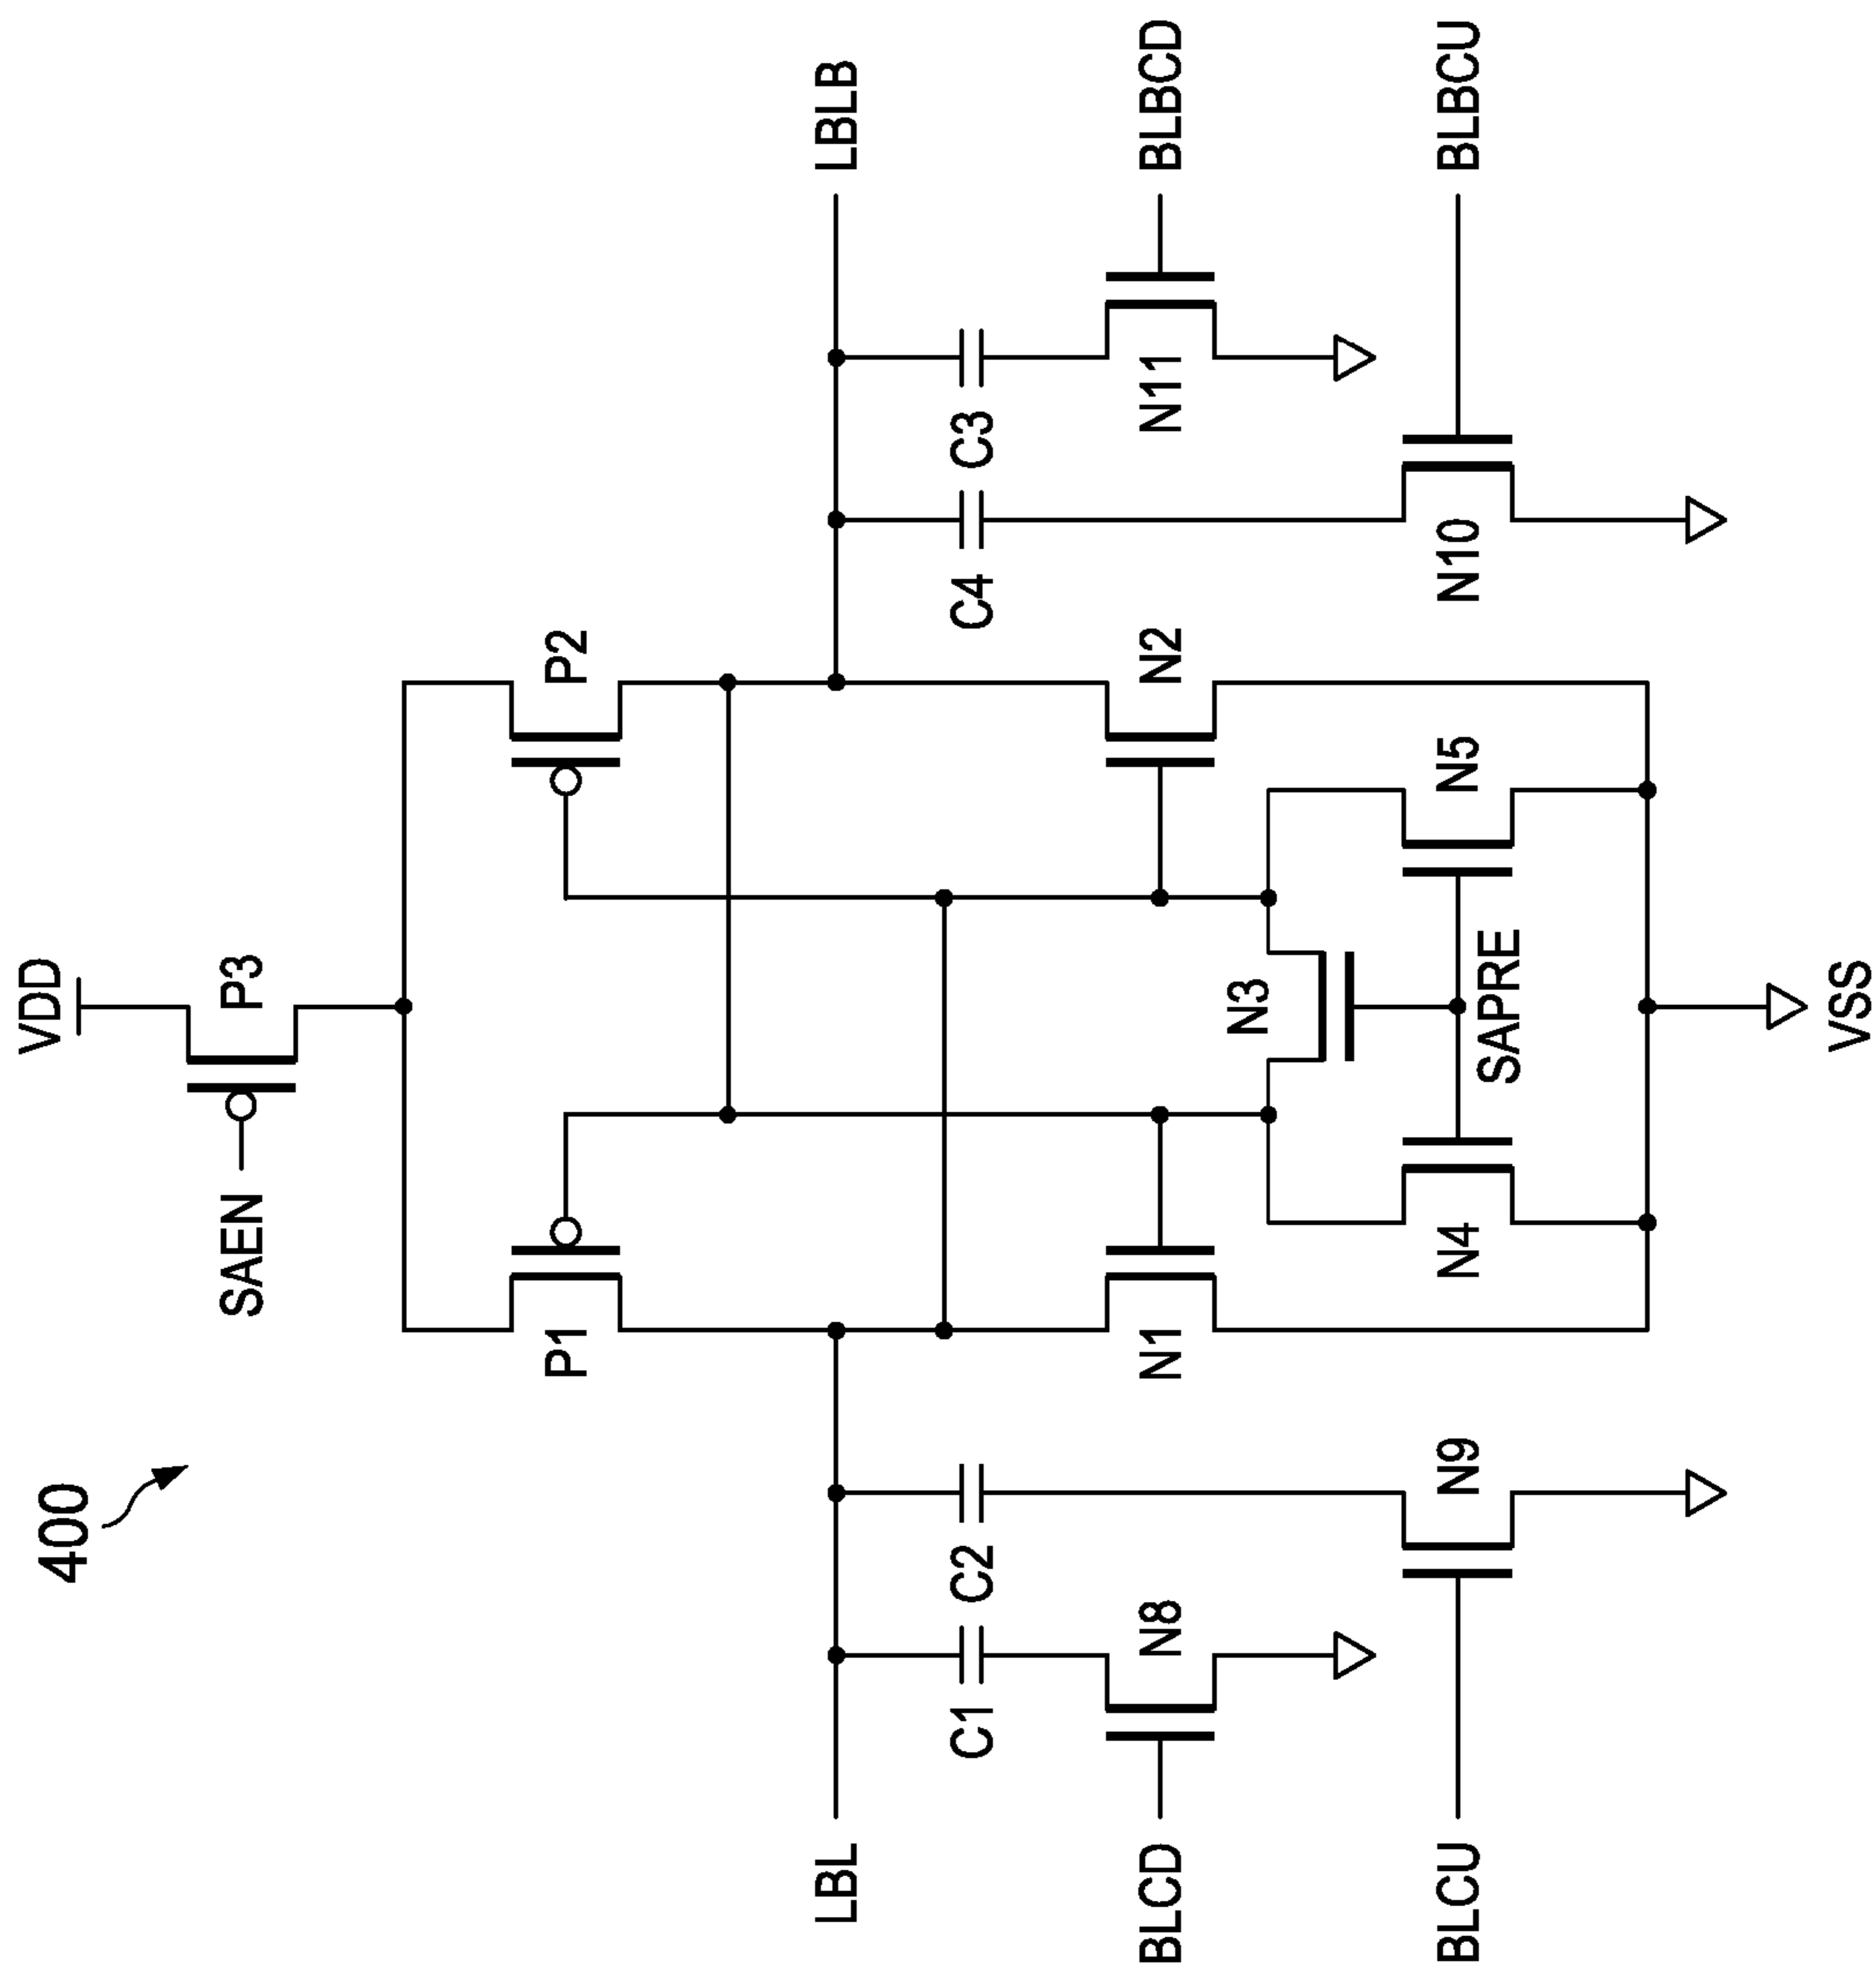 400
VDD
P3
SAEN
P1
P2
LBL
LBLB
C1
C2
C4
C3
BLCD
N8
N1
N3
N2
N11
BLBCD
BLCU
N9
N4
SAPRE
N5
N10
BLBCU
VSS